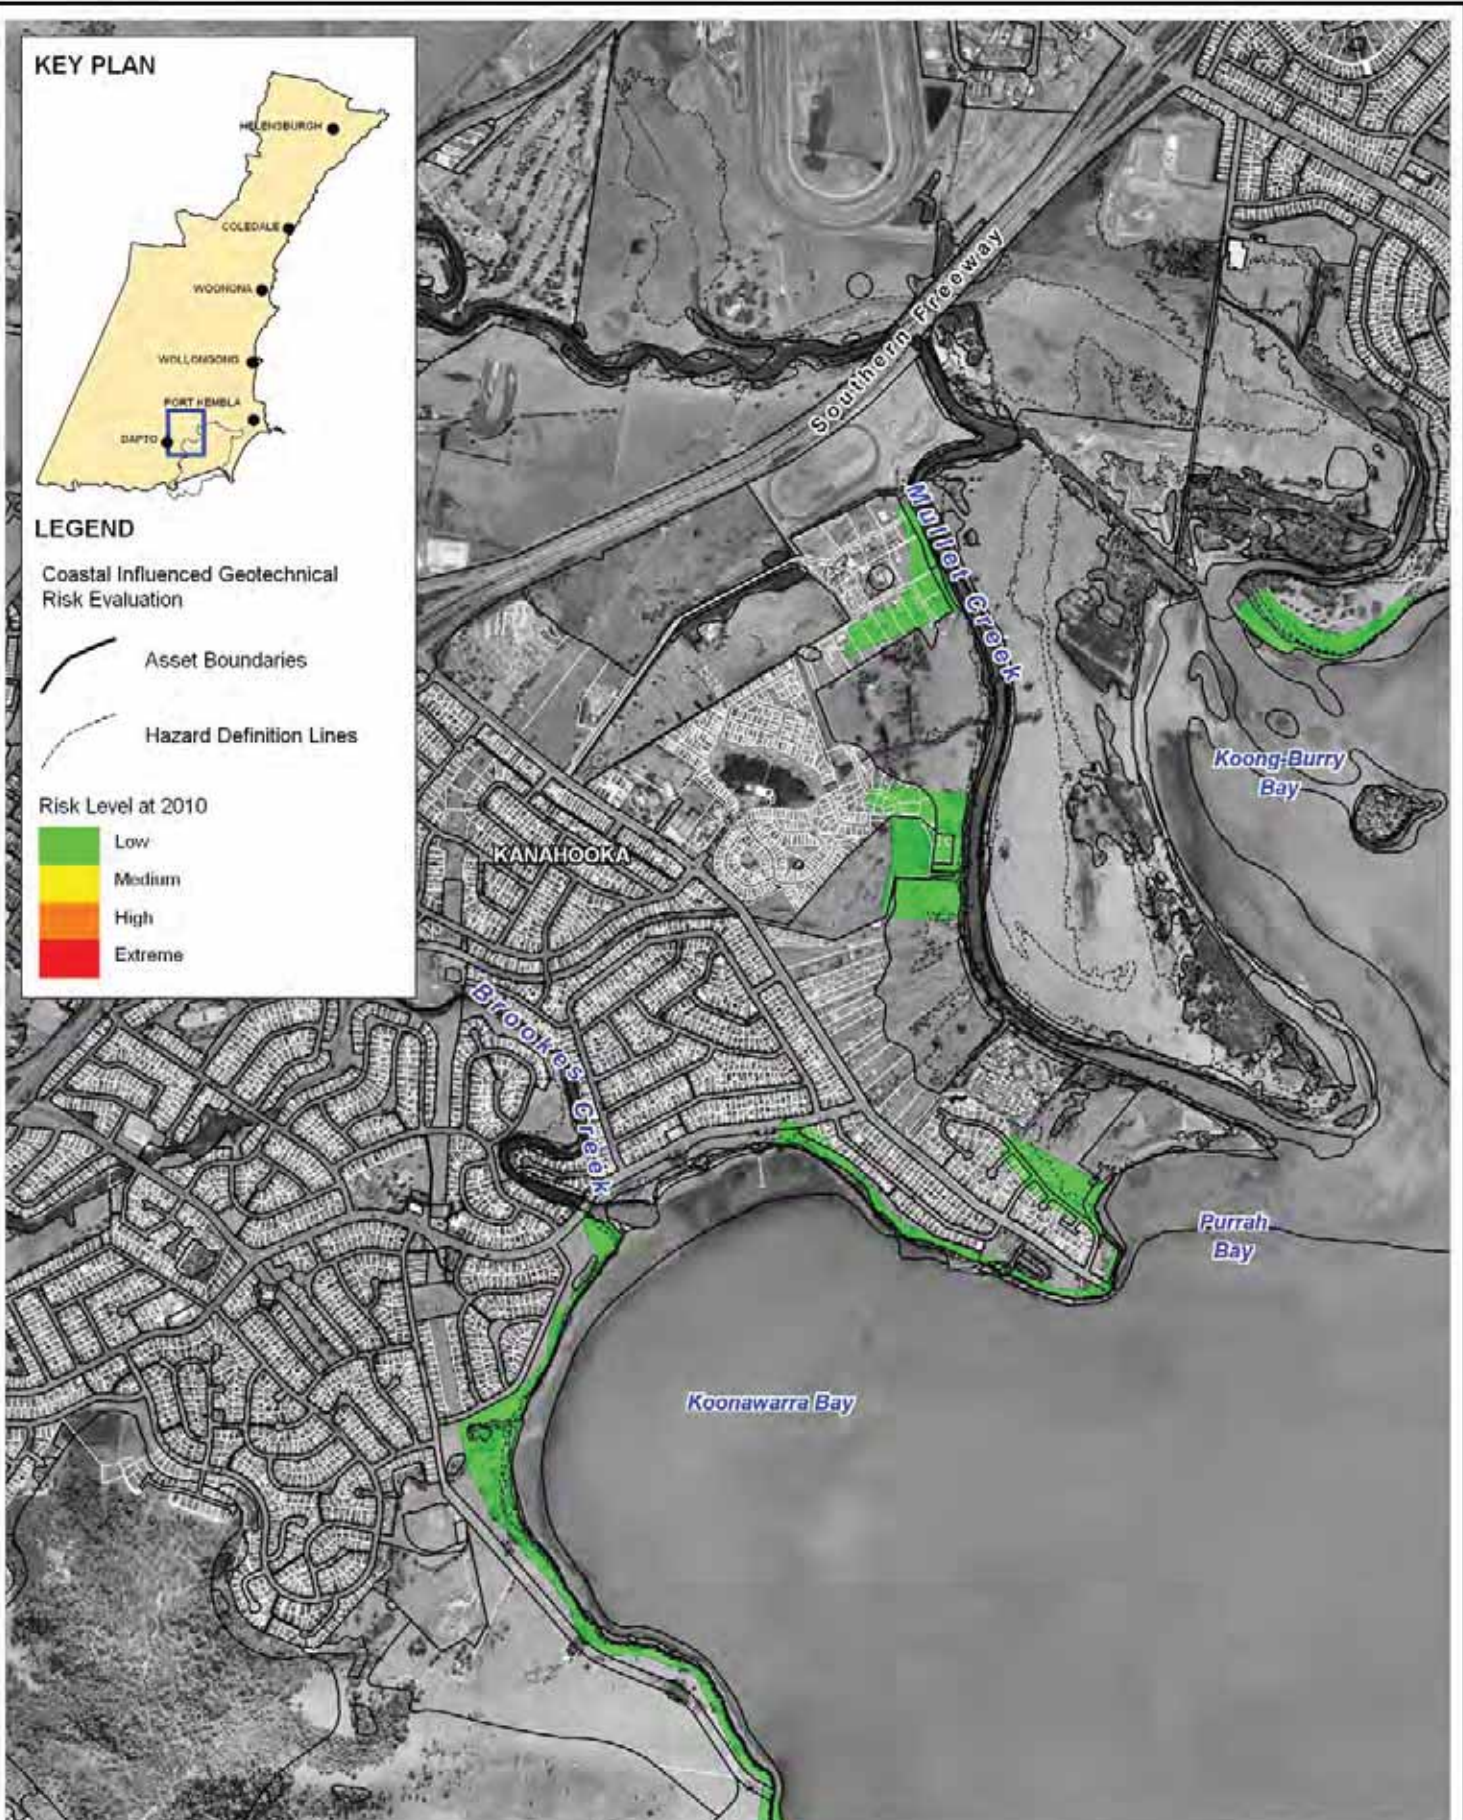 KEY PLAN
HELENSBURGH
COLEDALE
WOONONA
WOLLONGONG
PORT KEMBLA
DAPTO
LEGEND
Coastal Influenced Geotechnical
Risk Evaluation
Asset Boundaries
Hazard Definition Lines
Risk Level at 2010
Low
Medium
High
Extreme
Southern Freeway
Mullet Creek
Koong-Burry
Bay
KANAHOOKA
Brookes Creek
Purrah
Bay
Koonawarra Bay